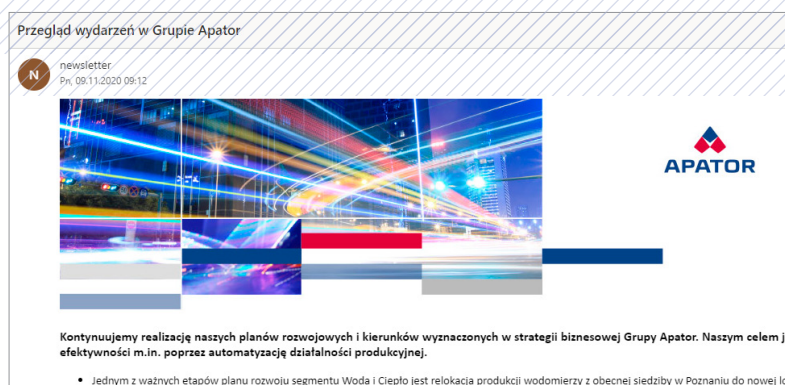 Przegląd wydarzeń w Grupie Apator
N
newsletter
Pn, 09.11.2020 09:12
APATOR
Kontynuujemy realizację naszych planów rozwojowych i kierunków wyznaczonych w strategii biznesowej Grupy Apator. Naszym celem j
efektywności m.in. poprzez automatyzację działalności produkcyjnej.
• Jednym z ważnych etapów planu rozwoju segmentu Woda i Ciepło jest relokacja produkcji wodomierzy z obecnej siedziby w Poznaniu do nowej lo